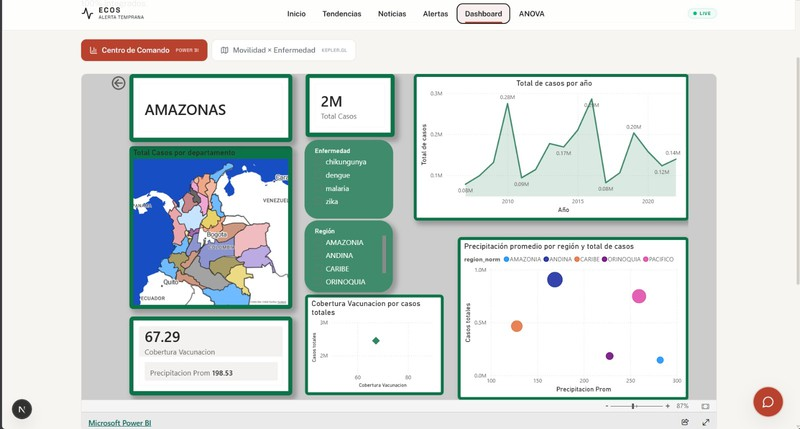 ECOS
ALERTA TEMPRANA
Inicio
Tendencias
Noticias
Alertas
Dashboard
ANOVA
LIVE
Centro de Comando POWER BI
Movilidad × Enfermedad KEPLER.GL
AMAZONAS
2M
Total Casos
Total Casos por departamento
Bogota
Quito
ECUADOR
Enfermedad
chikungunya
dengue
malaria
zika
Región
AMAZONIA
ANDINA
CARIBE
ORINOQUIA
67.29
Cobertura Vacunacion
Precipitacion Prom 198.53
Cobertura Vacunacion por casos
totales
Casos totales
3M
2M
60
80
Cobertura Vacunacion
Total de casos por año
Total de casos
0.3M
0.2M
0.1M
0.08M
0.28M
0.09M
0.17M
0.08M
0.20M
0.12M
0.14M
2010
2015
2020
Año
Precipitación promedio por región y total de casos
region_norm
AMAZONIA
ANDINA
CARIBE
ORINOQUIA
PACIFICO
Casos totales
1.0M
0.5M
0.0M
100
150
200
250
300
Precipitacion Prom
- + 87%
Microsoft Power BI
N